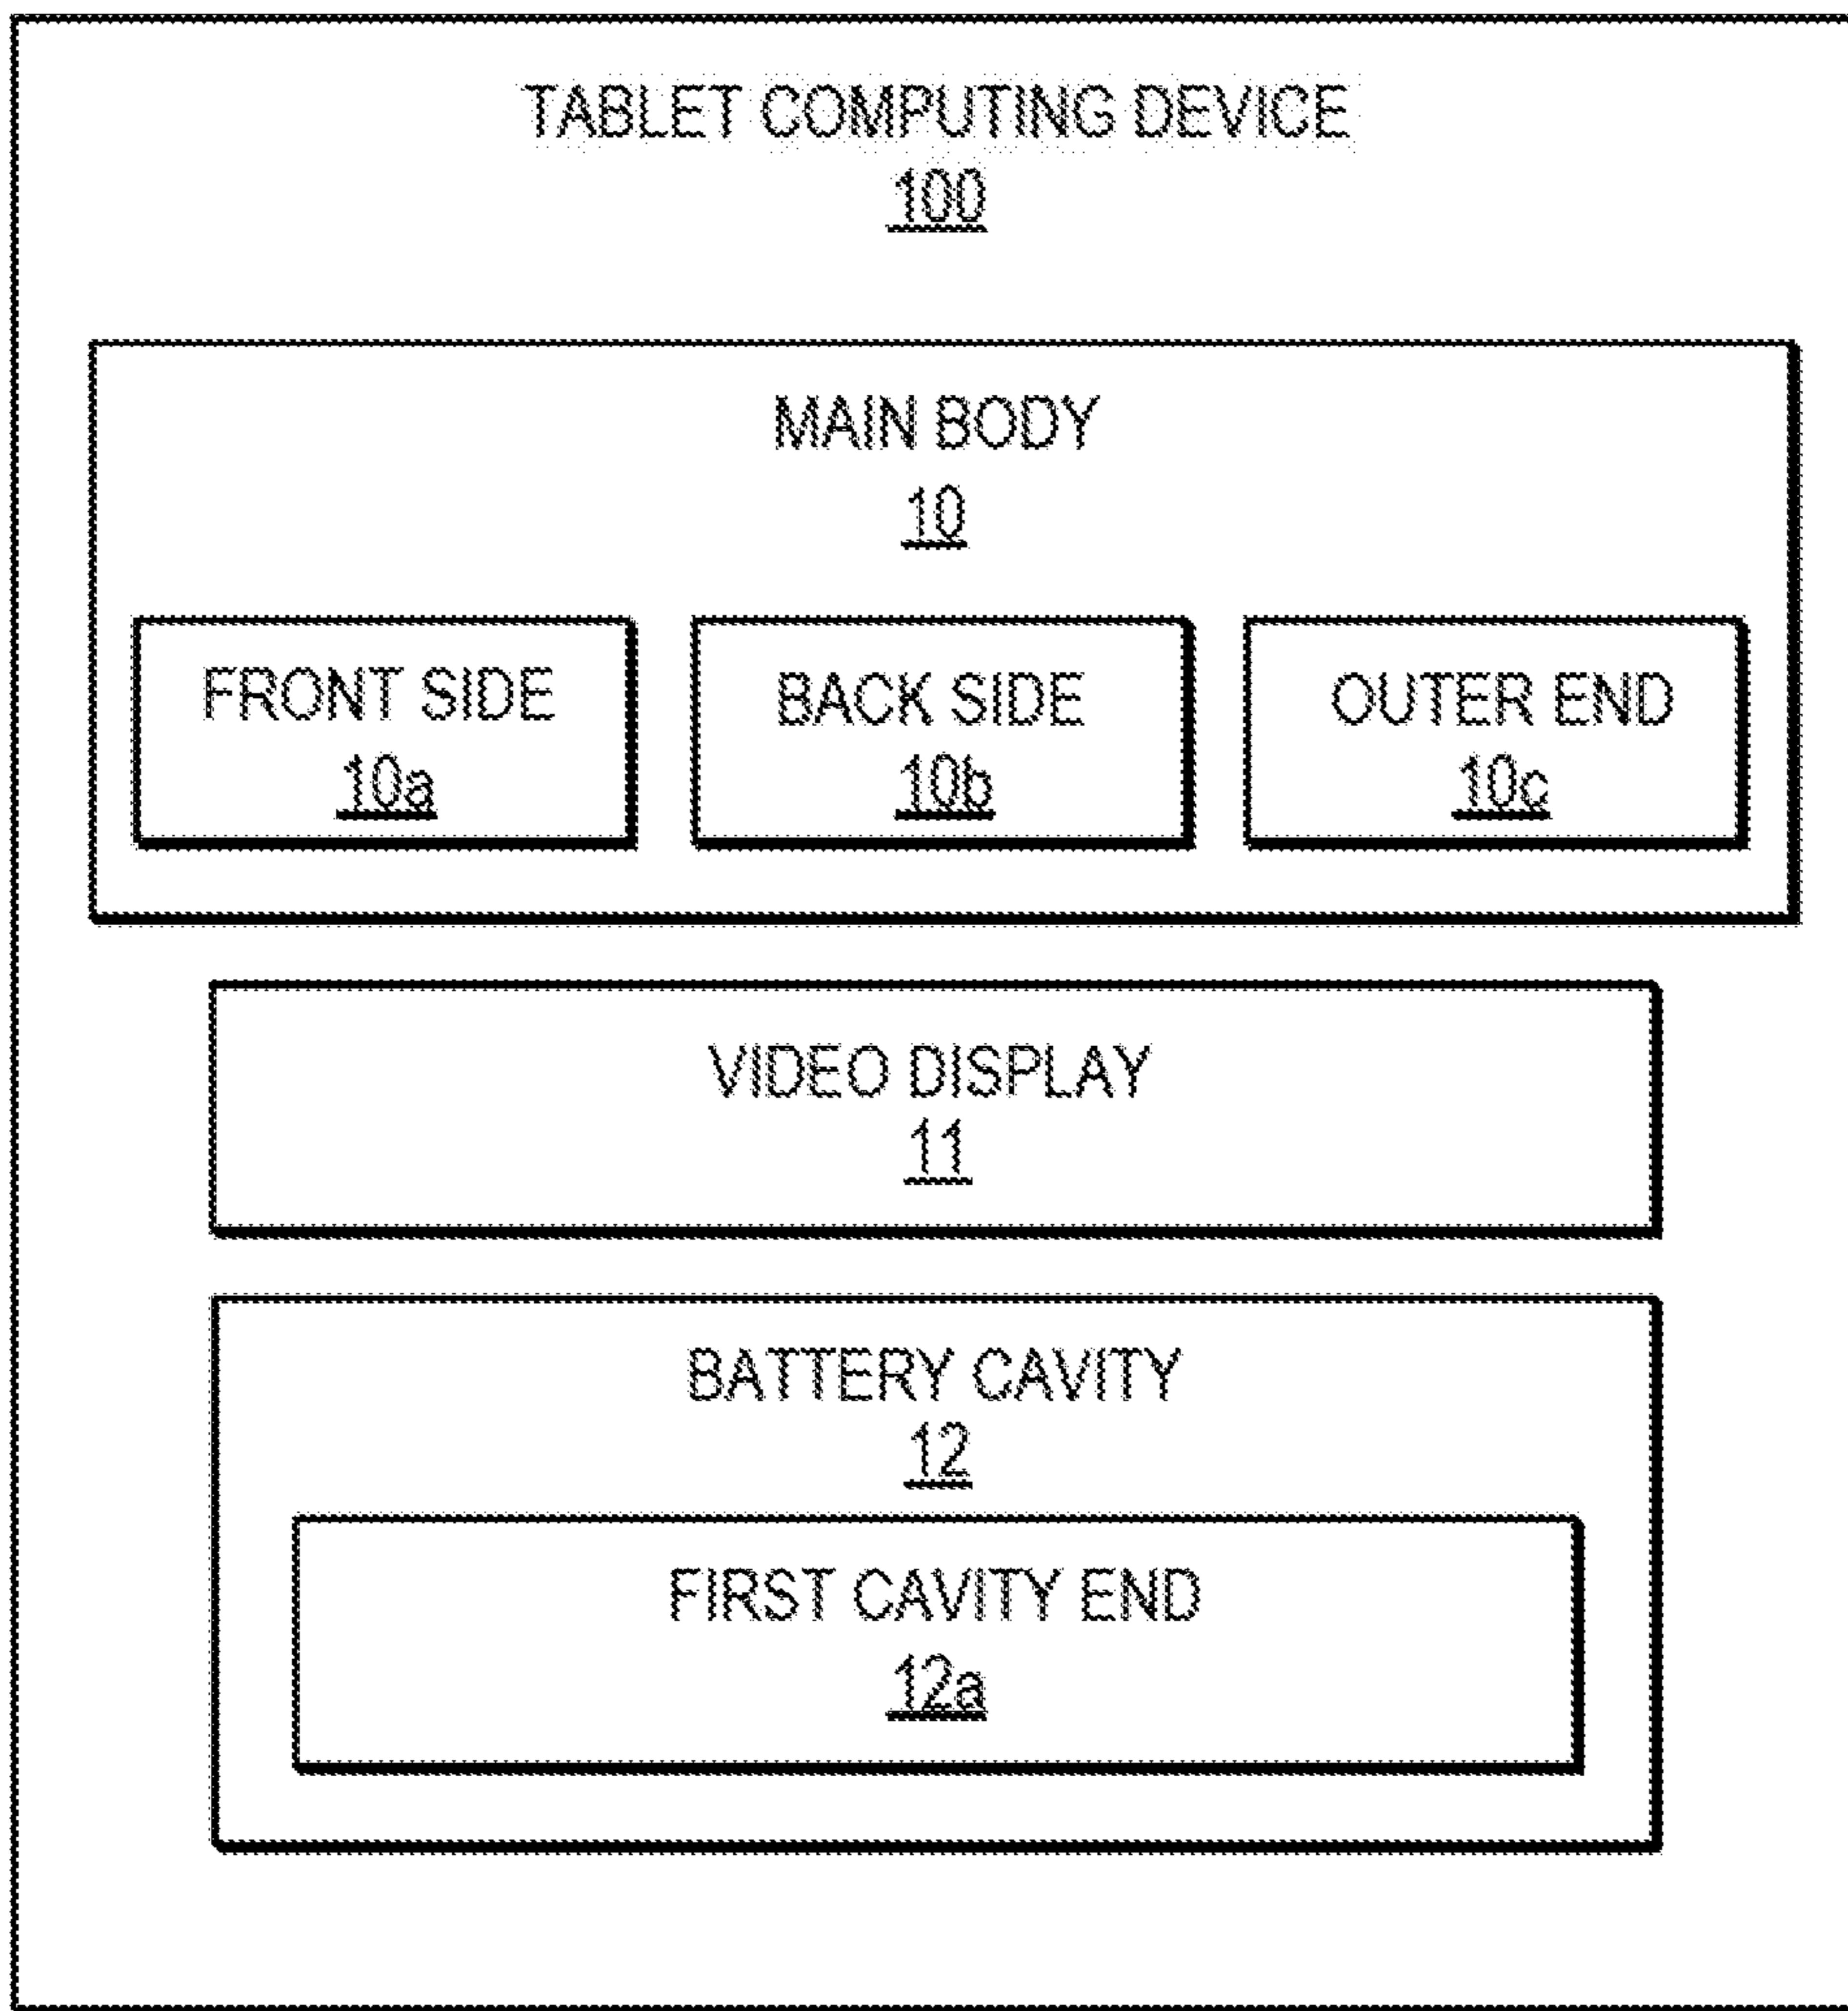 TABLET COMPUTING DEVICE
100
MAIN BODY
10
FRONT SIDE
10a
BACK SIDE
10b
OUTER END
10c
VIDEO DISPLAY
11
BATTERY CAVITY
12
FIRST CAVITY END
12a